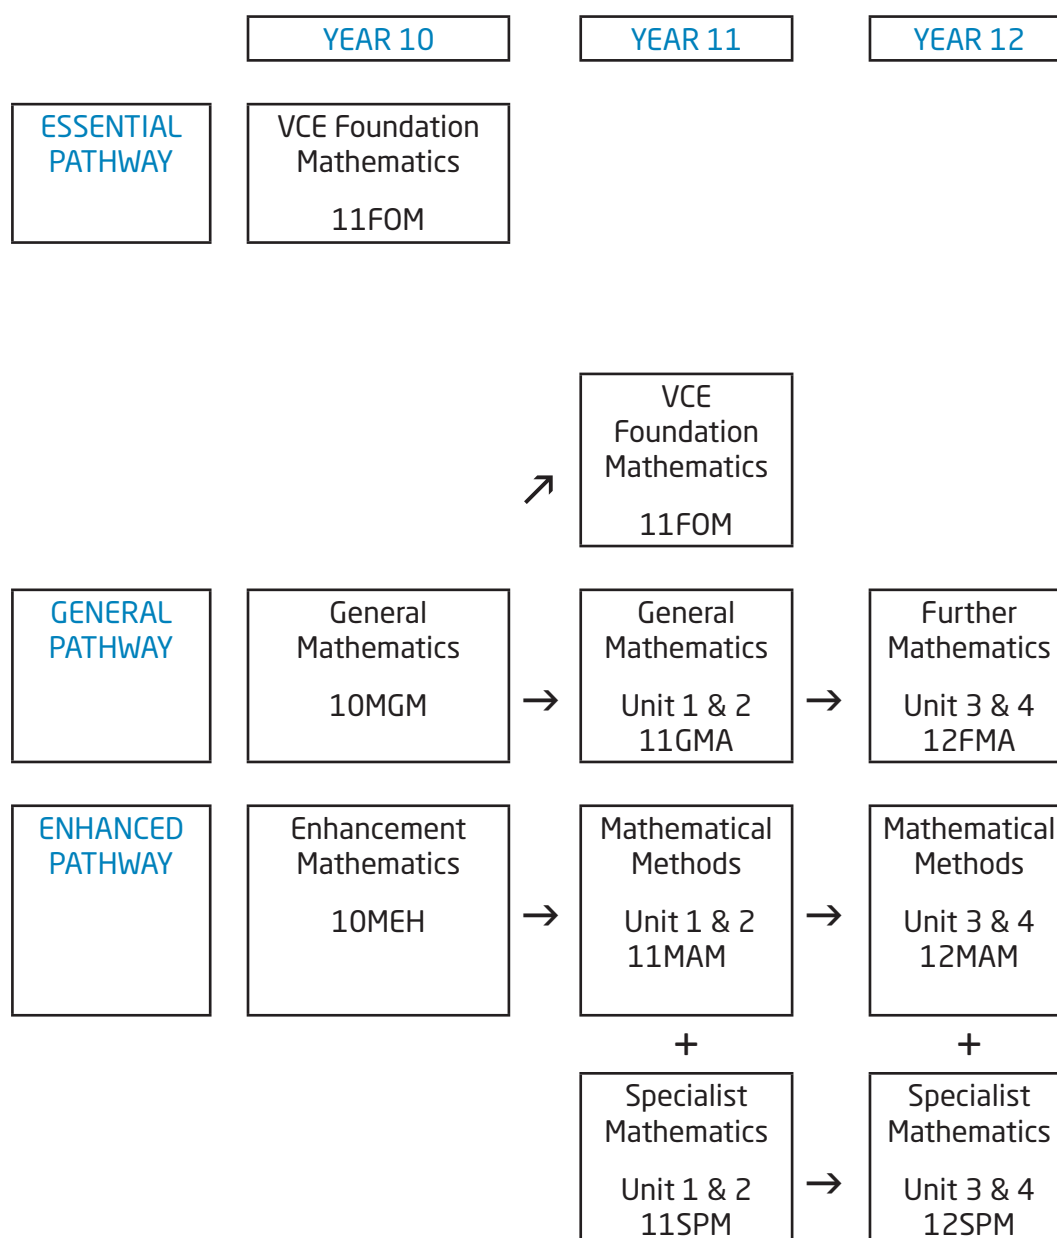 YEAR 10
YEAR 11
YEAR 12
ESSENTIAL
PATHWAY
VCE Foundation
Mathematics
11FOM
VCE
Foundation
Mathematics
11FOM
↗
GENERAL
PATHWAY
General
Mathematics
10MGM
→
General
Mathematics
Unit 1 & 2
11GMA
→
Further
Mathematics
Unit 3 & 4
12FMA
ENHANCED
PATHWAY
Enhancement
Mathematics
10MEH
→
Mathematical
Methods
Unit 1 & 2
11MAM
→
Mathematical
Methods
Unit 3 & 4
12MAM
+
+
Specialist
Mathematics
Unit 1 & 2
11SPM
→
Specialist
Mathematics
Unit 3 & 4
12SPM